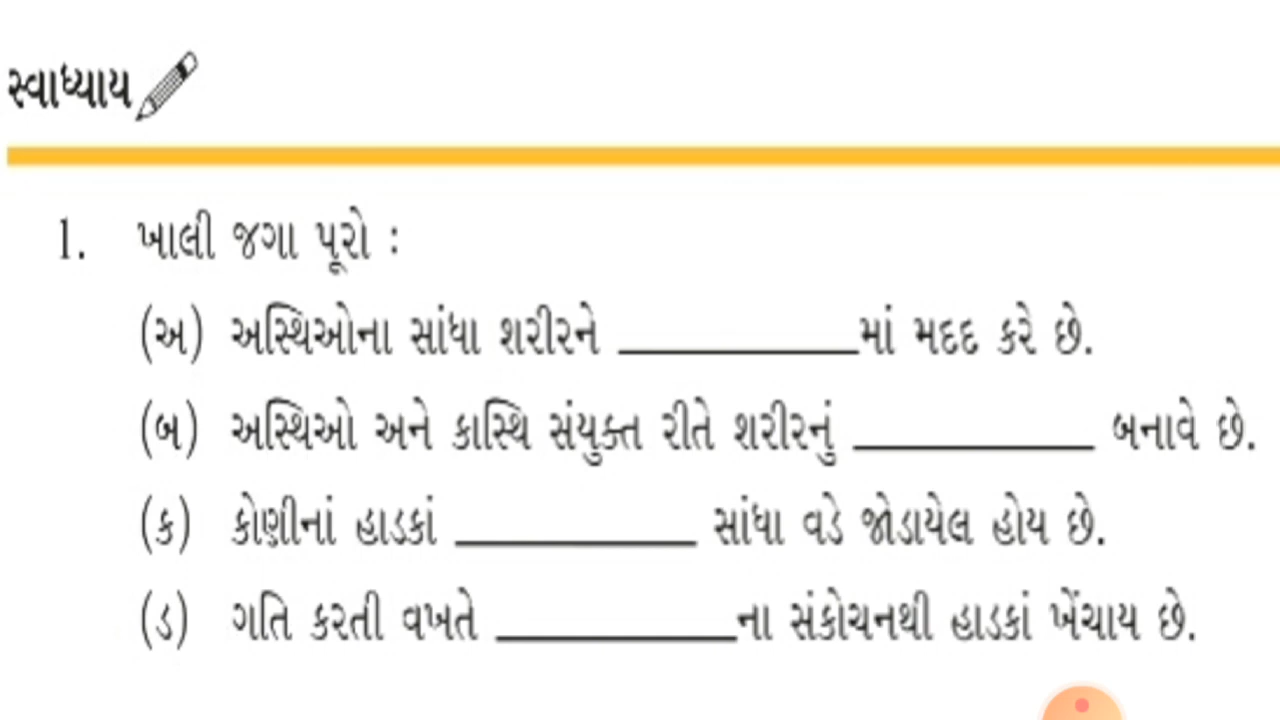 સ્વાધ્યાય
1. ખાલી જગા પૂરો :
(અ) અસ્થિઓના સાંધા શરીરને __________માં મદદ કરે છે.
(બ) અસ્થિઓ અને કાસ્થિ સંયુક્ત રીતે શરીરનું __________ બનાવે છે.
(ક) કોણીનાં હાડકાં __________ સાંધા વડે જોડાયેલ હોય છે.
(ડ) ગતિ કરતી વખતે __________ના સંકોચનથી હાડકાં ખેંચાય છે.